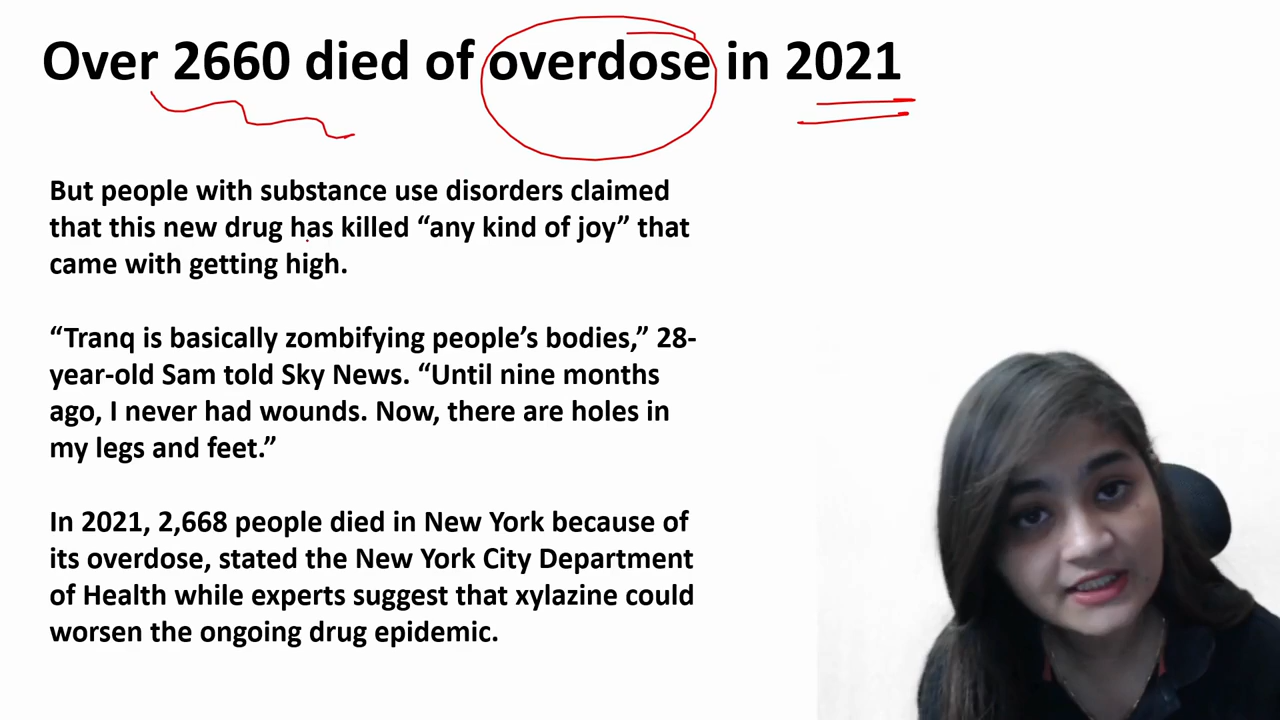 Over 2660 died of overdose in 2021
But people with substance use disorders claimed
that this new drug has killed “any kind of joy” that
came with getting high.
“Tranq is basically zombifying people’s bodies,” 28-
year-old Sam told Sky News. “Until nine months
ago, I never had wounds. Now, there are holes in
my legs and feet.”
In 2021, 2,668 people died in New York because of
its overdose, stated the New York City Department
of Health while experts suggest that xylazine could
worsen the ongoing drug epidemic.